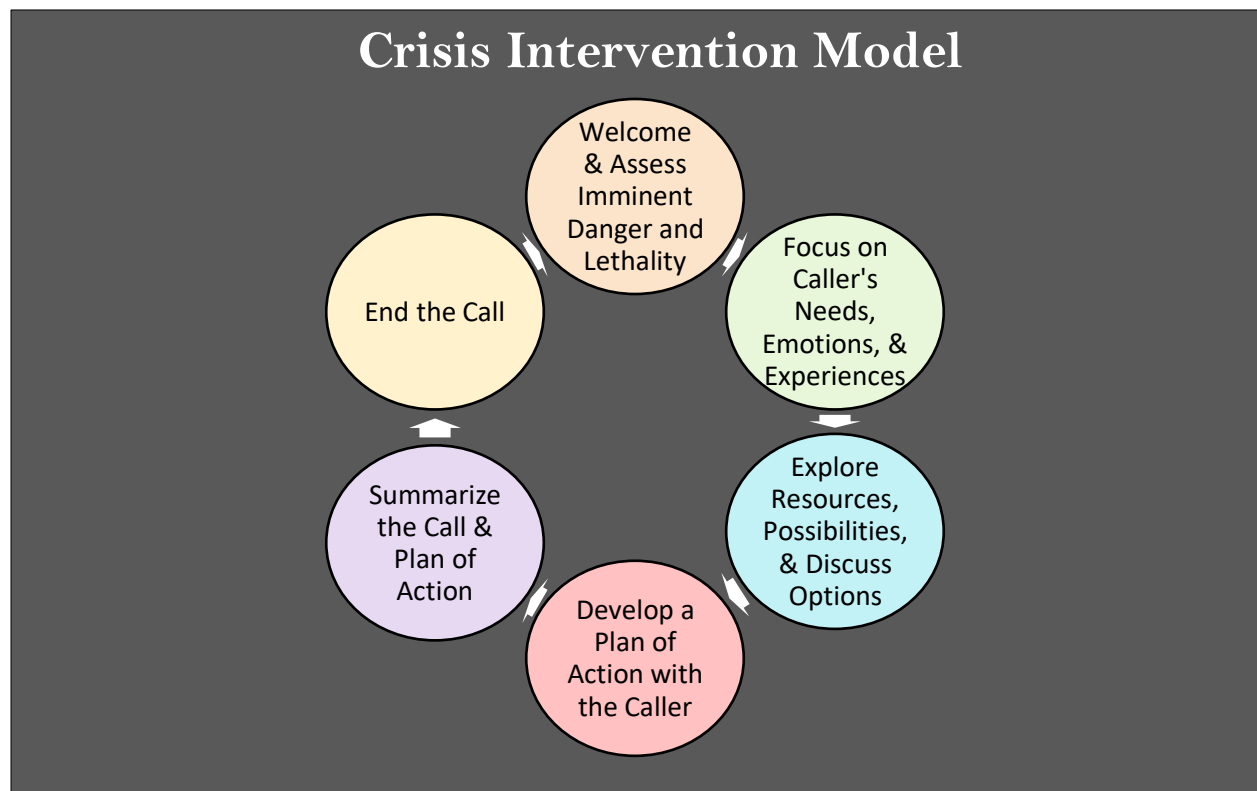 Crisis Intervention Model
Welcome
& Assess
Imminent
Danger and
Lethality
Focus on
Caller's
Needs,
Emotions, &
Experiences
Explore
Resources,
Possibilities,
& Discuss
Options
Develop a
Plan of
Action with
the Caller
Summarize
the Call &
Plan of
Action
End the Call